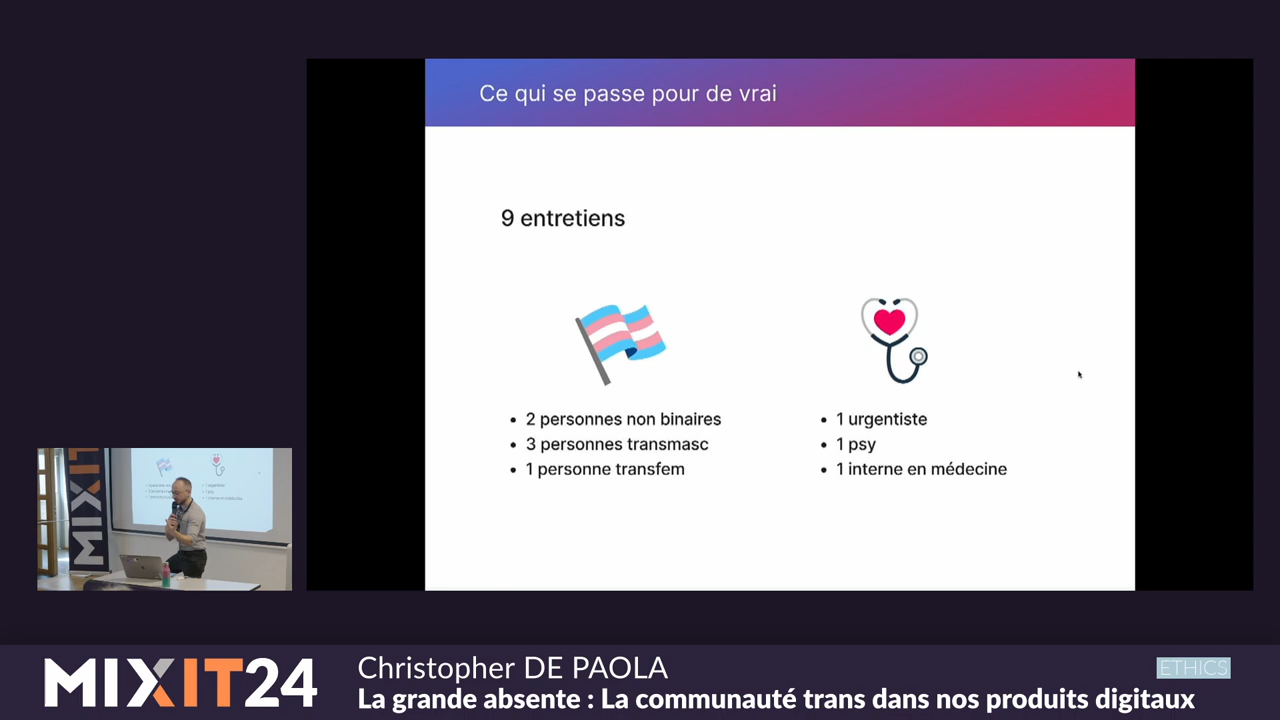 Ce qui se passe pour de vrai
9 entretiens
• 2 personnes non binaires
• 3 personnes transmasc
• 1 personne transfem
• 1 urgentiste
• 1 psy
• 1 interne en médecine
MIXIT
MIXIT24
Christopher DE PAOLA
ETHICS
La grande absente : La communauté trans dans nos produits digitaux